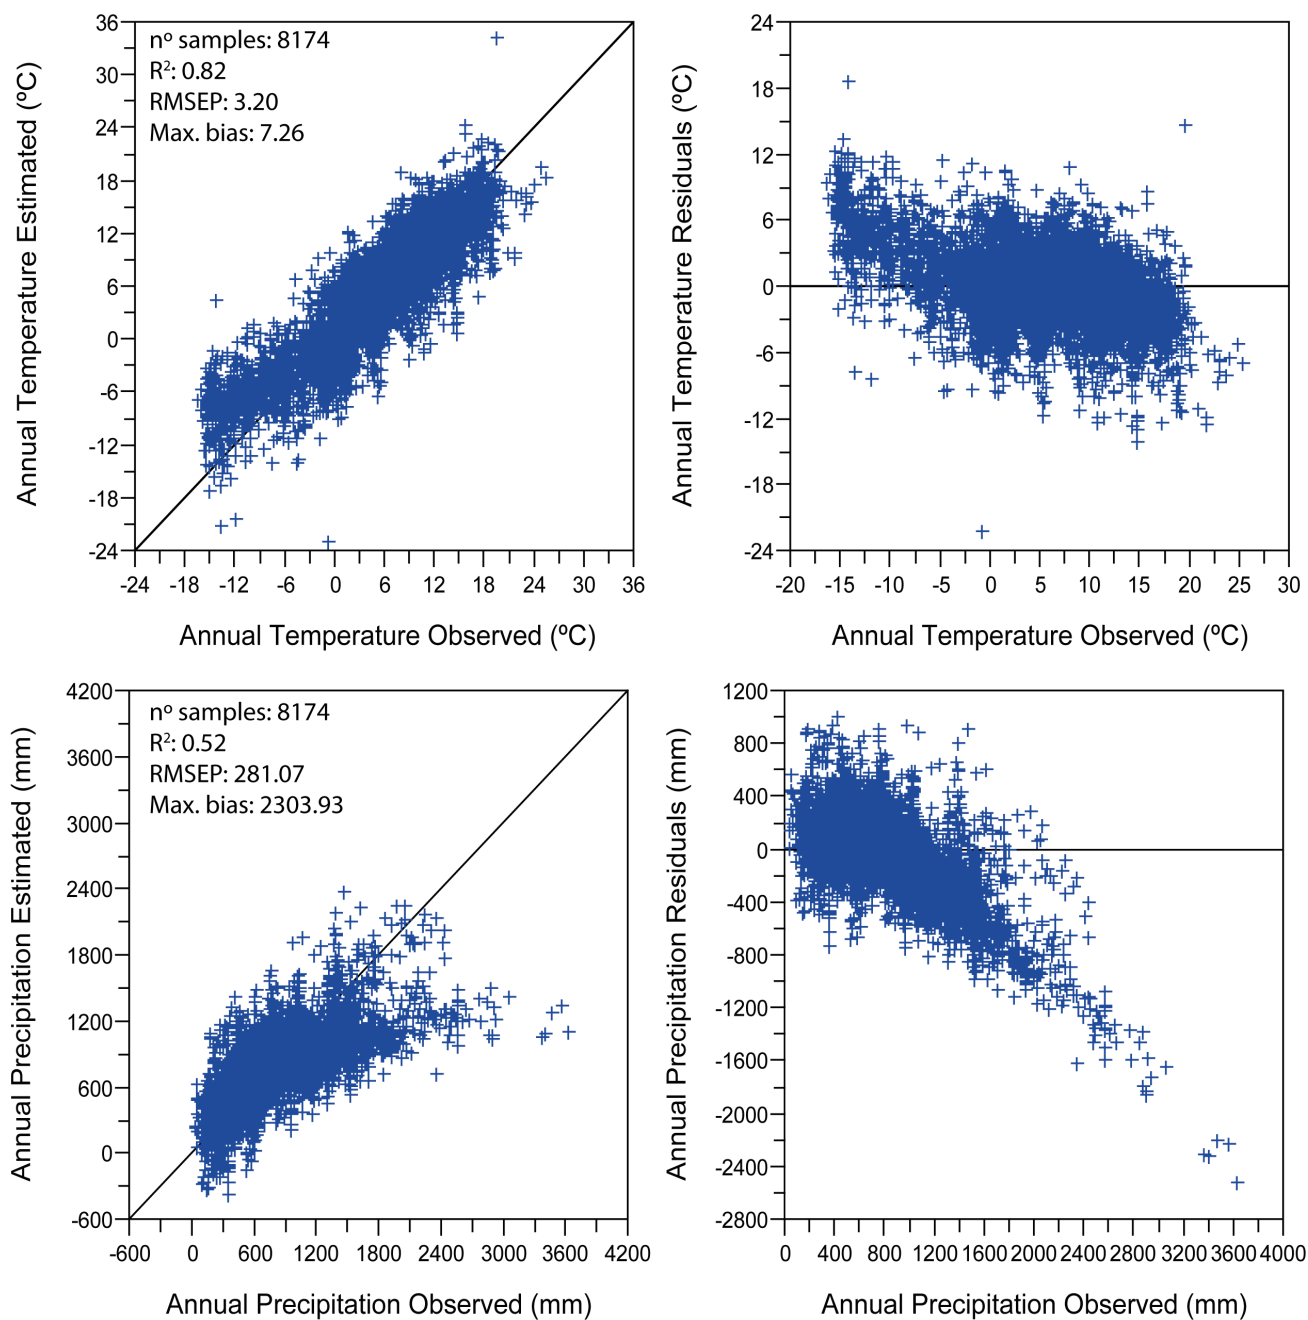 36
30
24
18
12
6
0
-6
-12
-18
-24
Annual Temperature Estimated (ºC)
nº samples: 8174
R²: 0.82
RMSEP: 3.20
Max. bias: 7.26
-24 -18 -12 -6 0 6 12 18 24 30 36
Annual Temperature Observed (ºC)
24
18
12
6
0
-6
-12
-18
-24
Annual Temperature Residuals (ºC)
-20 -15 -10 -5 0 5 10 15 20 25 30
Annual Temperature Observed (ºC)
4200
3600
3000
2400
1800
1200
600
0
-600
Annual Precipitation Estimated (mm)
nº samples: 8174
R²: 0.52
RMSEP: 281.07
Max. bias: 2303.93
-600 0 600 1200 1800 2400 3000 3600 4200
Annual Precipitation Observed (mm)
1200
800
400
0
-400
-800
-1200
-1600
-2000
-2400
-2800
Annual Precipitation Residuals (mm)
0 400 800 1200 1600 2000 2400 2800 3200 3600 4000
Annual Precipitation Observed (mm)